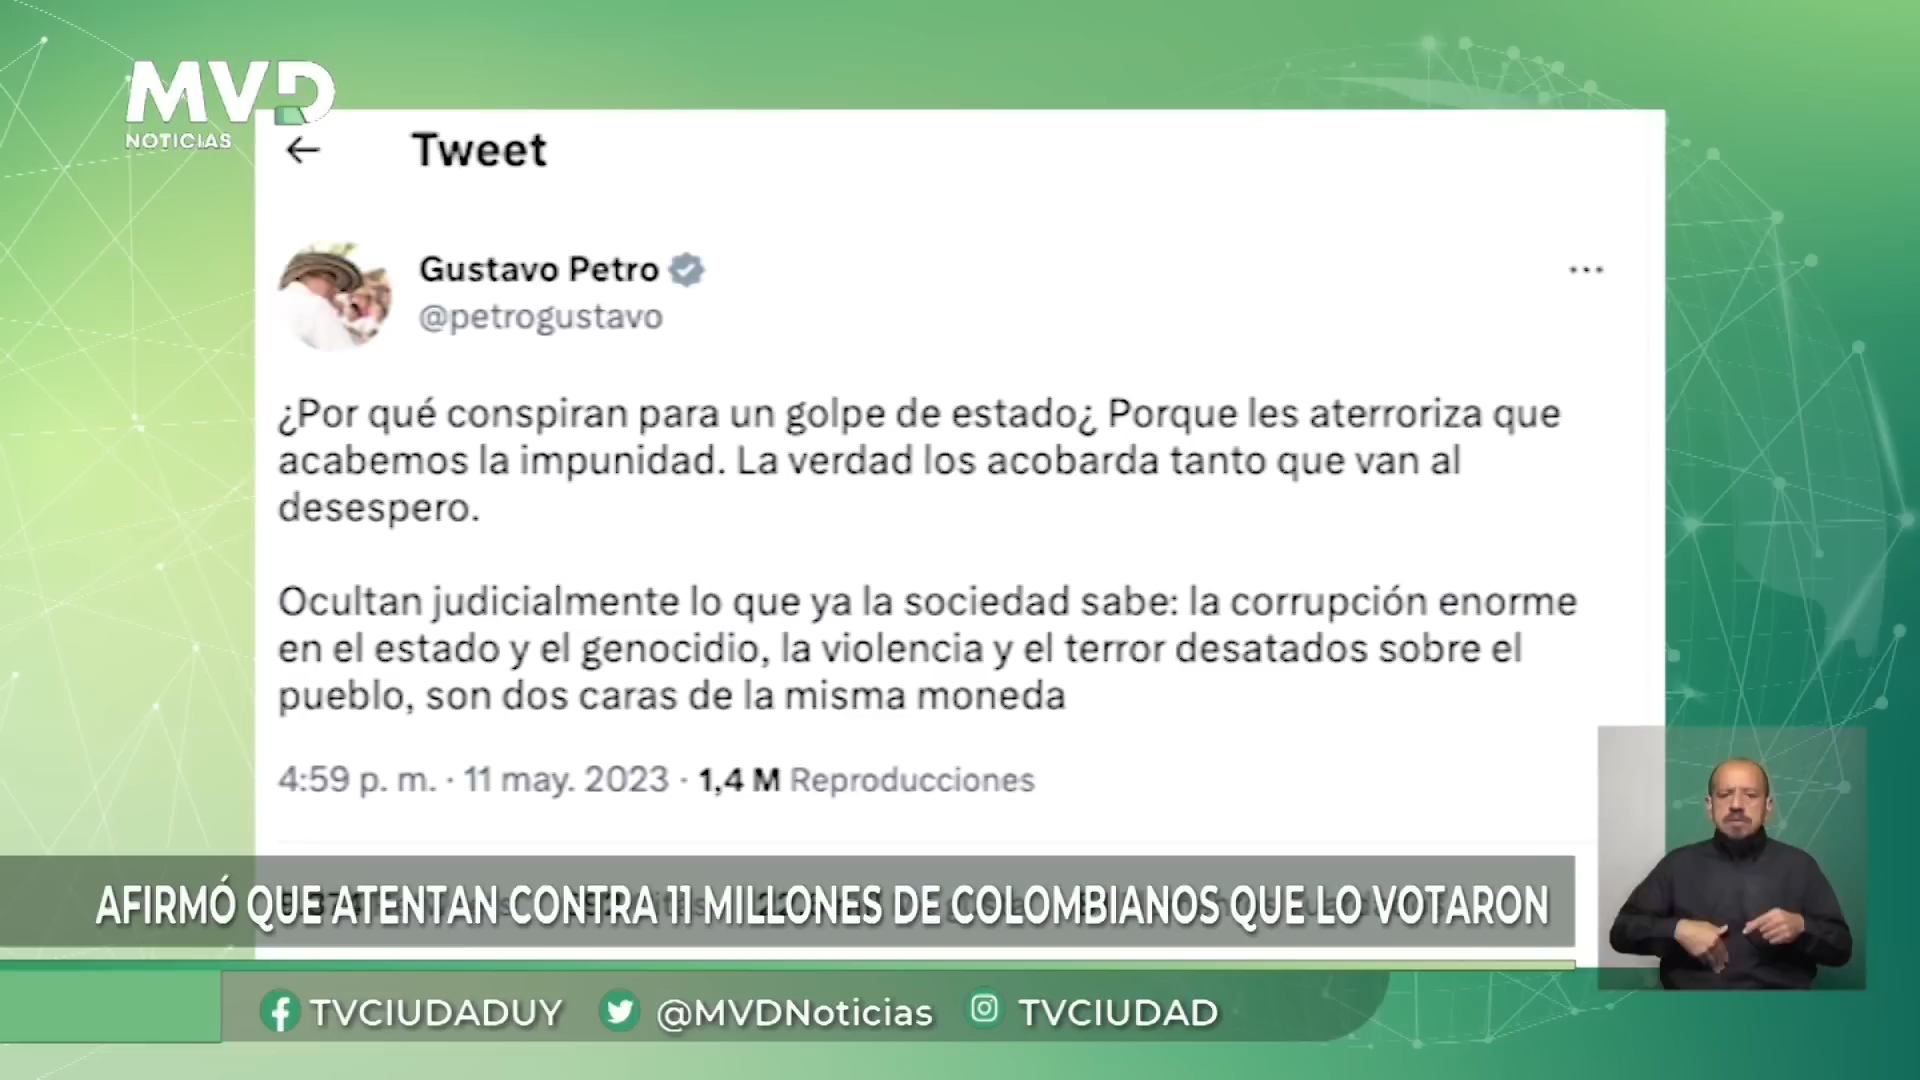 MVD
NOTICIAS
Tweet
Gustavo Petro
@petrogustavo
¿Por qué conspiran para un golpe de estado¿ Porque les aterroriza que
acabemos la impunidad. La verdad los acobarda tanto que van al
desespero.
Ocultan judicialmente lo que ya la sociedad sabe: la corrupción enorme
en el estado y el genocidio, la violencia y el terror desatados sobre el
pueblo, son dos caras de la misma moneda
4:59 p. m. · 11 may. 2023 · 1,4 M Reproducciones
AFIRMÓ QUE ATENTAN CONTRA 11 MILLONES DE COLOMBIANOS QUE LO VOTARON
TVCIUDADUY @MVDNoticias TVCIUDAD